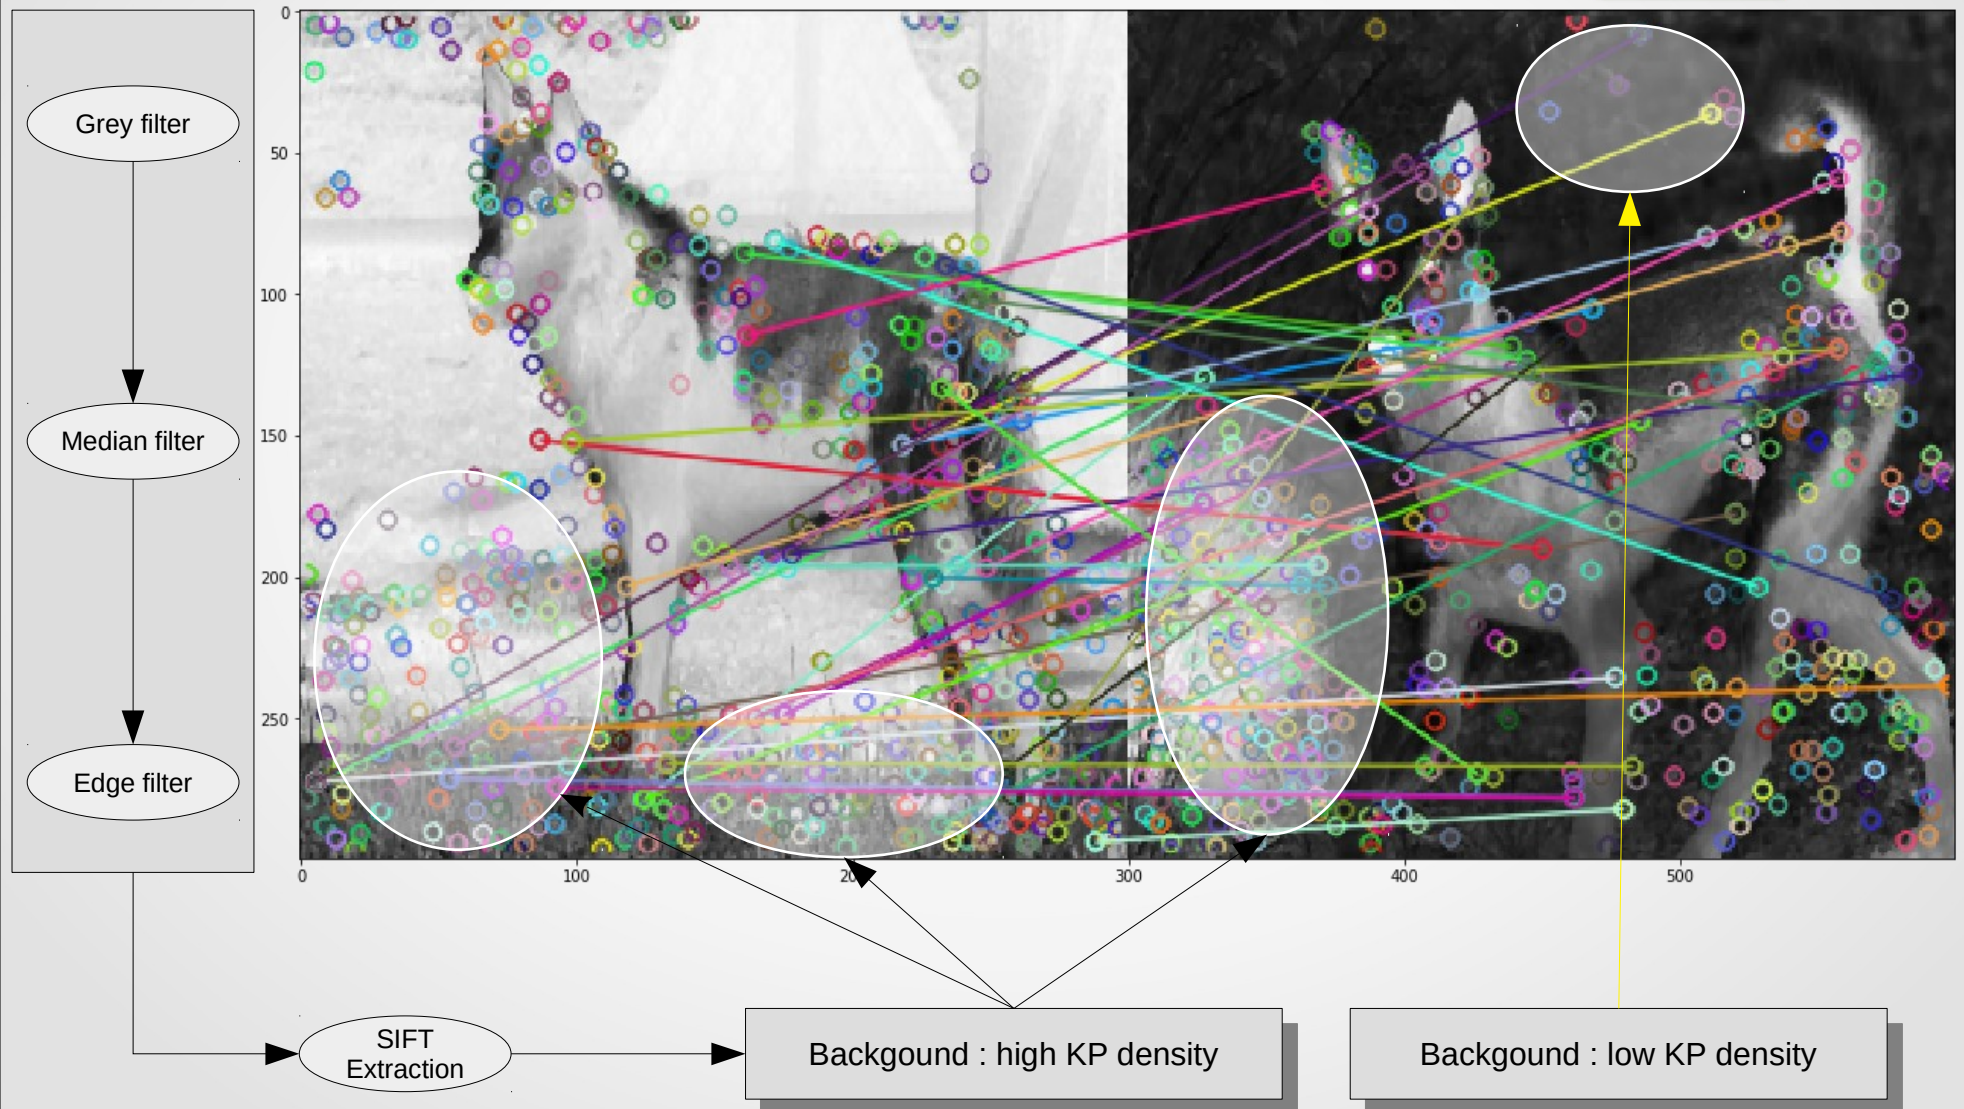 Grey filter
Median filter
Edge filter
0
50
100
150
200
250
0
100
20
300
400
500
SIFT
Extraction
Backgound : high KP density
Backgound : low KP density